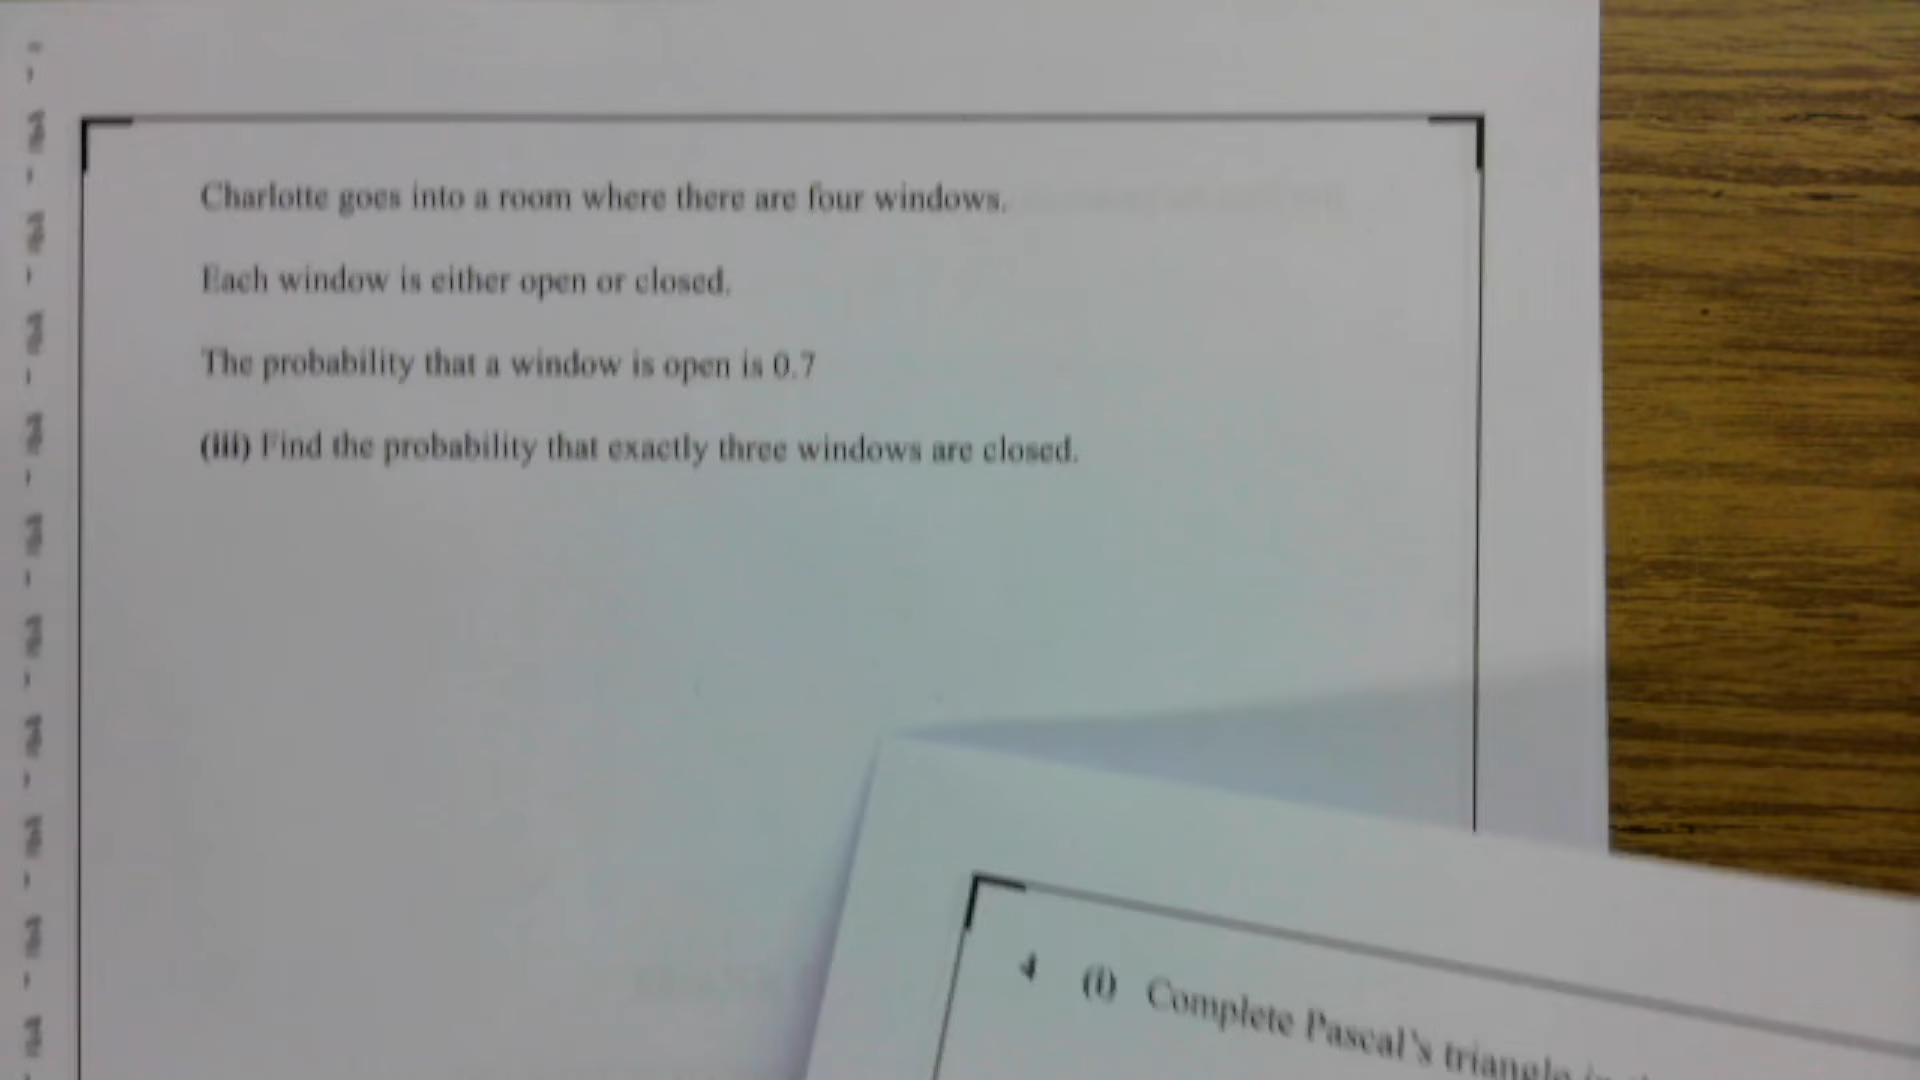 Charlotte goes into a room where there are four windows.
Each window is either open or closed.
The probability that a window is open is 0.7
(iii) Find the probability that exactly three windows are closed.
4 (i) Complete Pascal's triangle